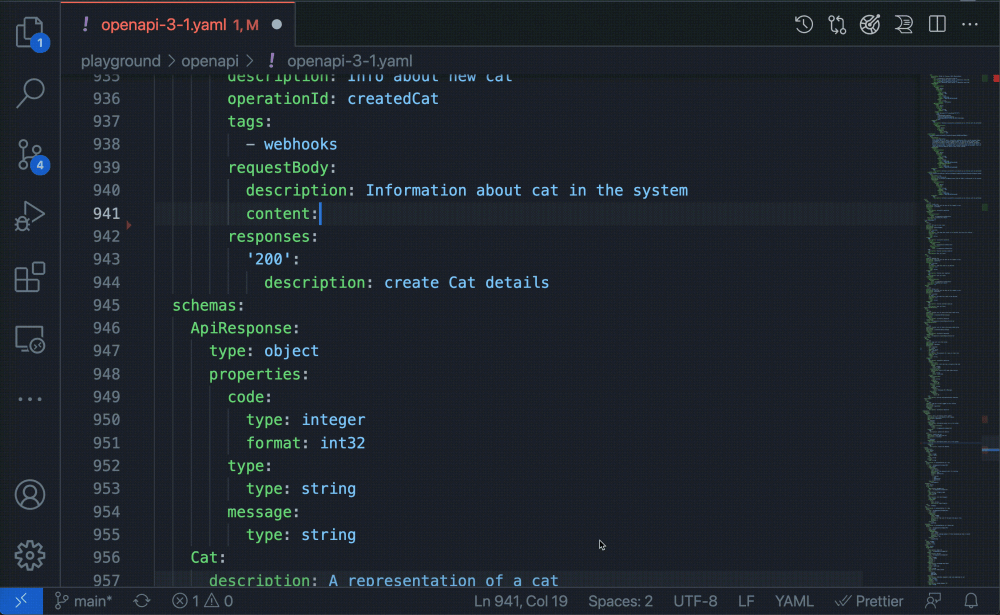 1
! openapi-3-1.yaml 1, M
playground > openapi > ! openapi-3-1.yaml
935 description: Info about new cat
936 operationId: createdCat
937 tags:
938 - webhooks
939 requestBody:
940 description: Information about cat in the system
941 content:
942 responses:
943 '200':
944 description: create Cat details
945 schemas:
946 ApiResponse:
947 type: object
948 properties:
949 code:
950 type: integer
951 format: int32
952 type:
953 type: string
954 message:
955 type: string
956 Cat:
957 description: A representation of a cat
4
main* 1 0 Ln 941, Col 19 Spaces: 2 UTF-8 LF YAML Prettier